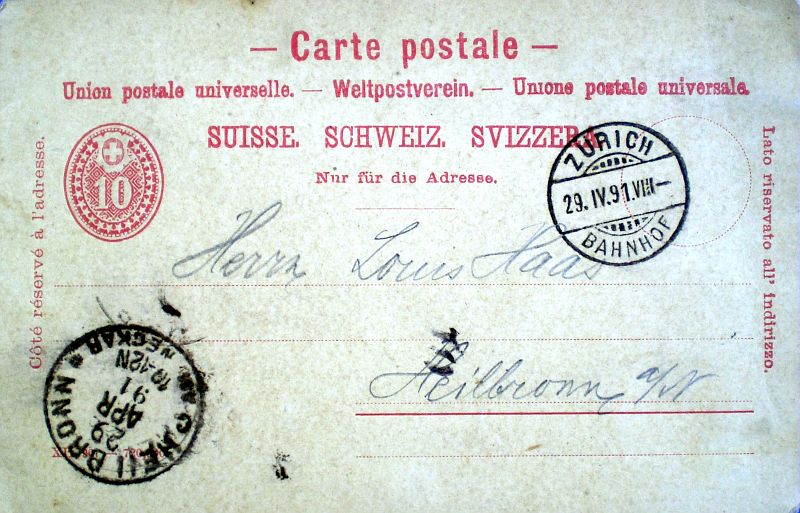 — Carte postale —
Union postale universelle. — Weltpostverein. — Unione postale universale.
SUISSE. SCHWEIZ. SVIZZERA.
Nur für die Adresse.
Côté réservé à l'adresse.
10
ZÜRICH
29.IV.91.VIII—
BAHNHOF
Lato riservato all' indirizzo.
Herrn Louis Haas
Heilbronn a/N
HEILBRONN
29
APR
91
NECKAR